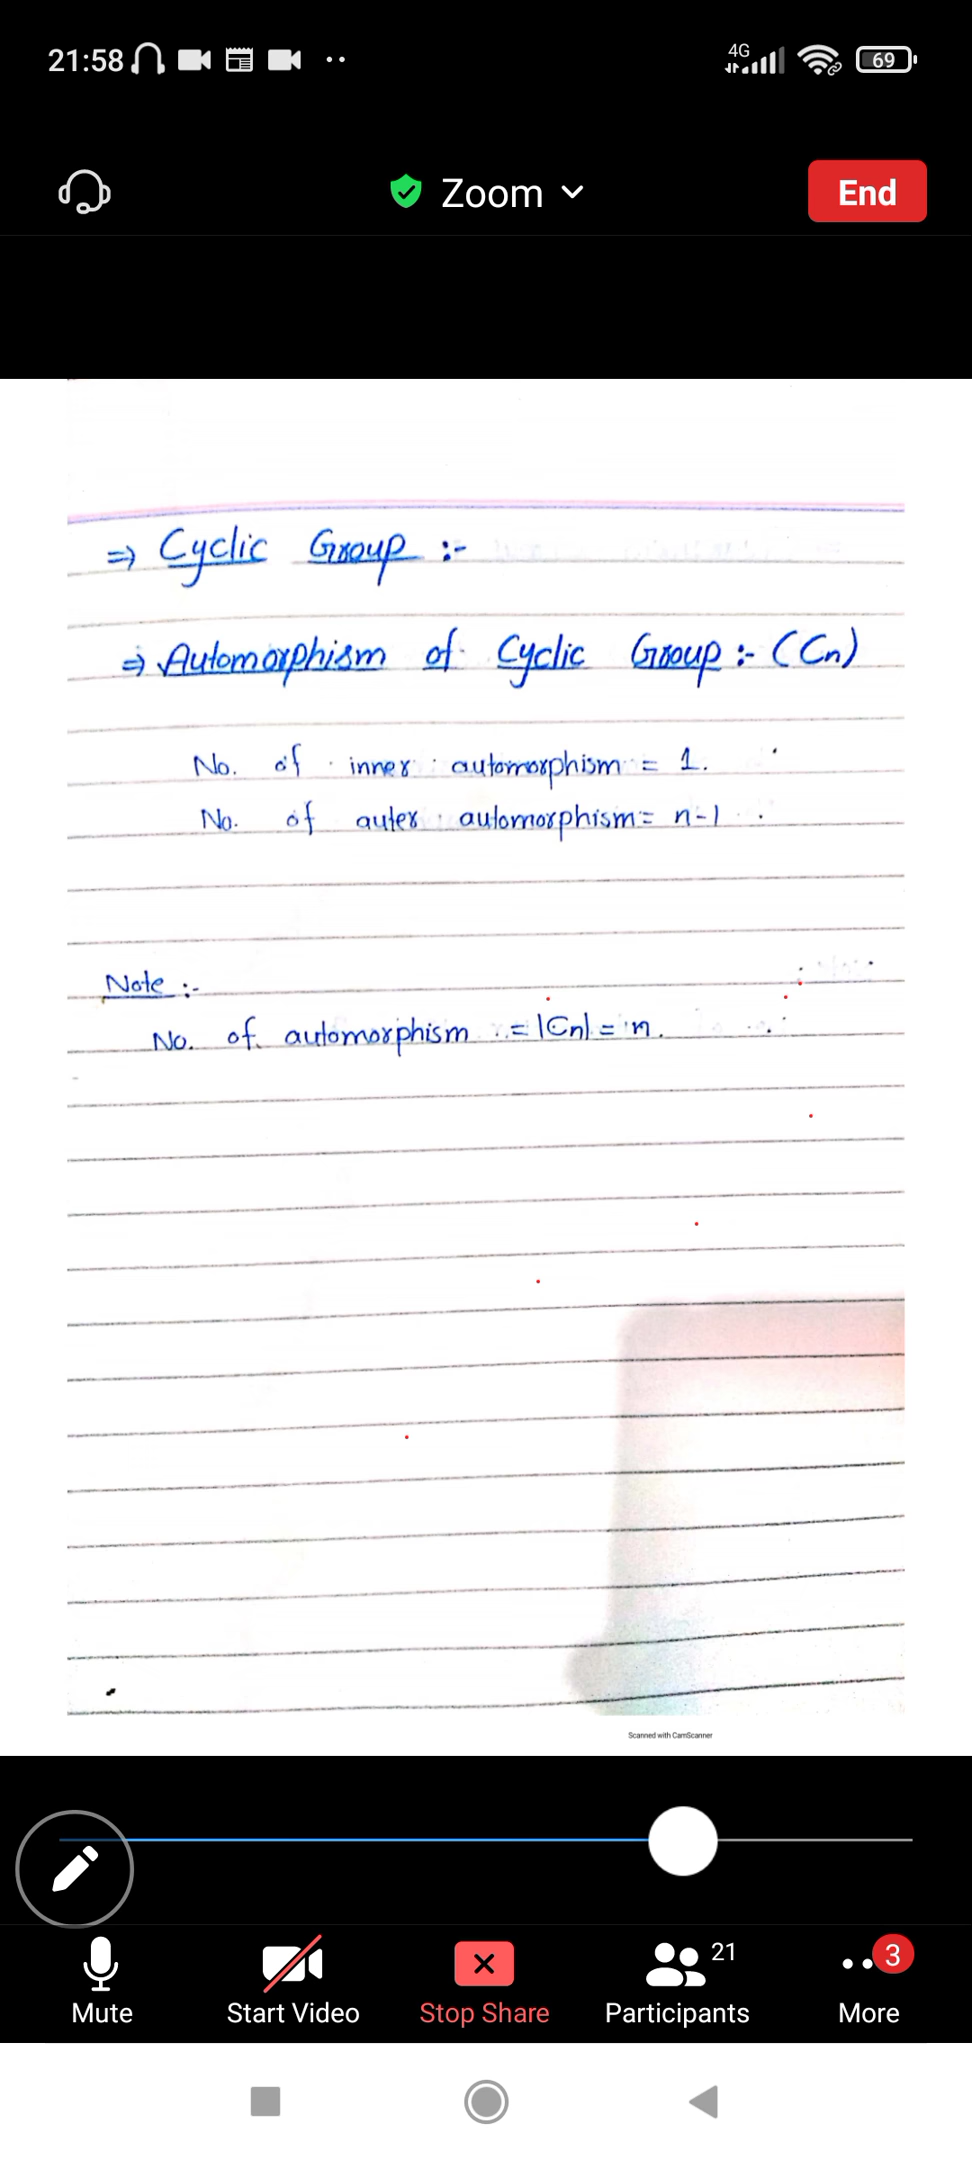 21:58
4G
69
Zoom
End
⇒ Cyclic Group :-
⇒ Automorphism of Cyclic Group :- (Cn)
No. of inner automorphism = 1.
No. of auter automorphism = n-1
Note :-
No. of automorphism = |Cn| = n.
Scanned with CamScanner
21
3
Mute
Start Video
Stop Share
Participants
More